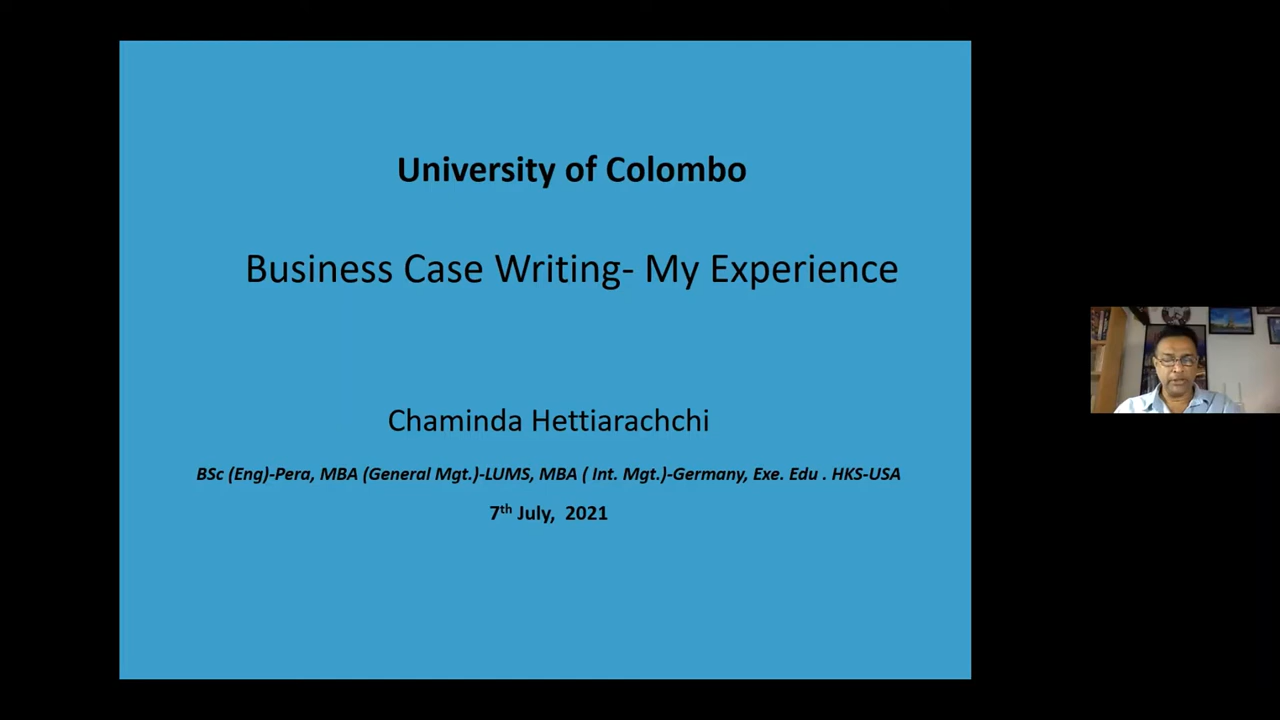 University of Colombo
Business Case Writing- My Experience
Chaminda Hettiarachchi
BSc (Eng)-Pera, MBA (General Mgt.)-LUMS, MBA ( Int. Mgt.)-Germany, Exe. Edu . HKS-USA
7th July, 2021